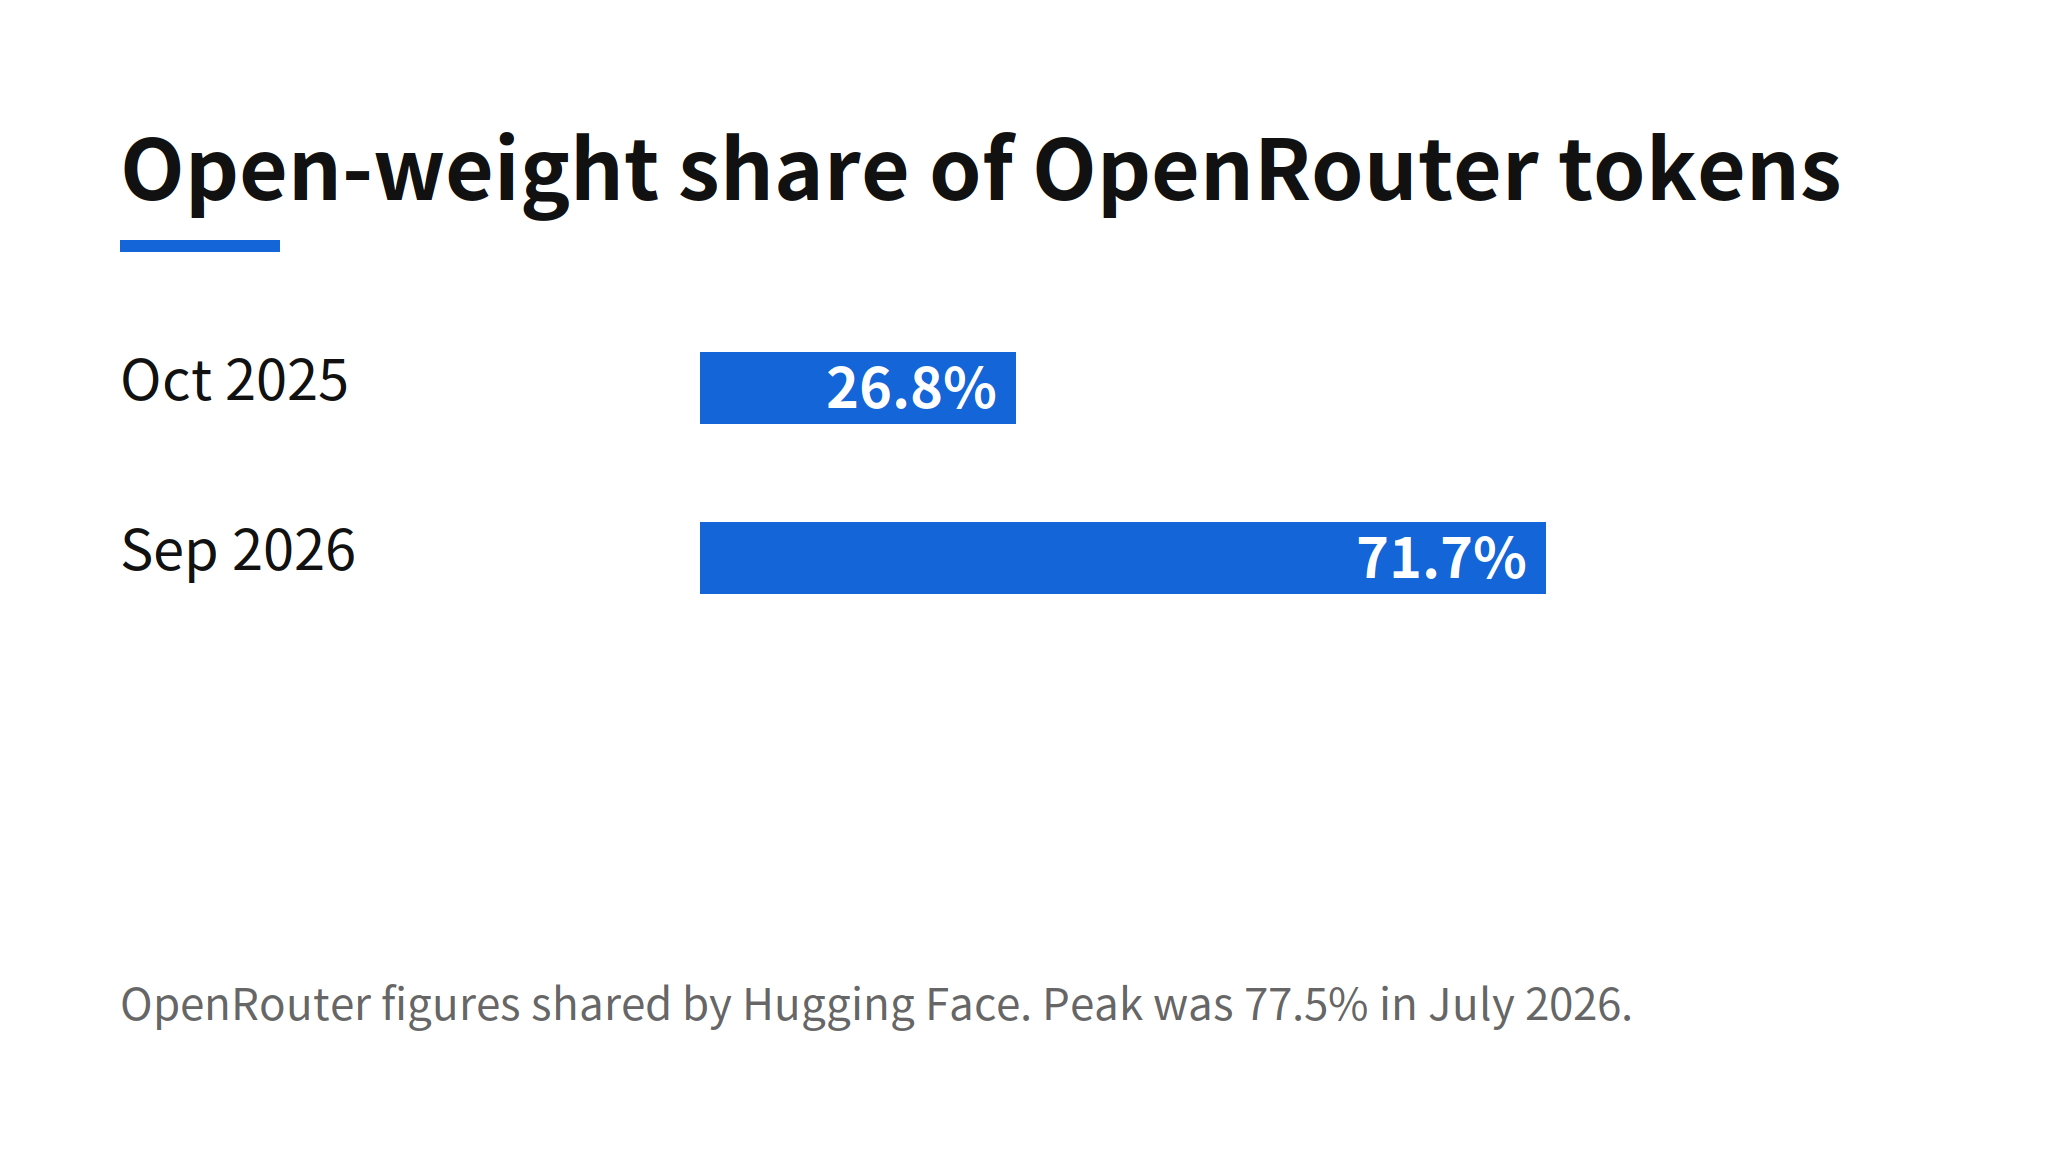 Open-weight share of OpenRouter tokens
Oct 2025
26.8%
Sep 2026
71.7%
OpenRouter figures shared by Hugging Face. Peak was 77.5% in July 2026.